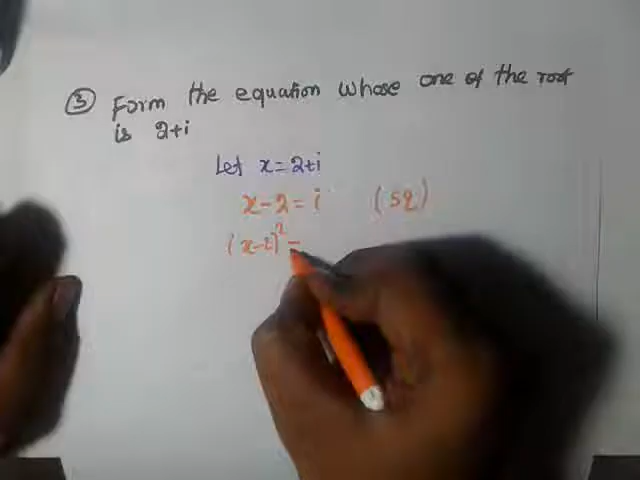 ③ Form the equation whose one of the root
is 2+i
Let x = 2+i
x-2 = i (sq)
(x-2)² =